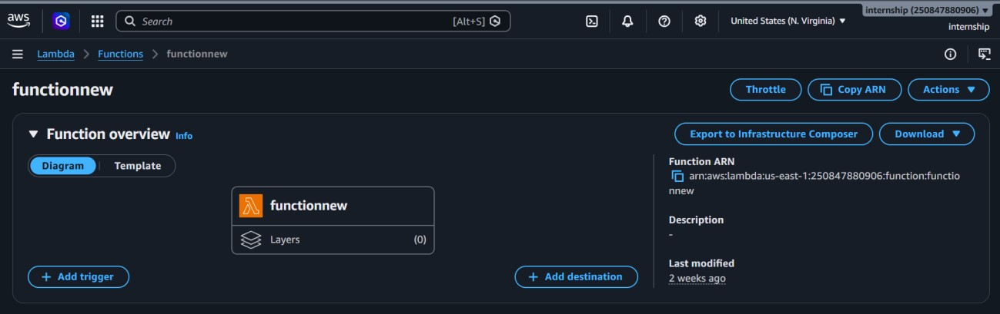 aws
Search [Alt+S]
United States (N. Virginia)
internship (250847880906)
internship
Lambda > Functions > functionnew
functionnew
Throttle
Copy ARN
Actions
Function overview Info
Export to Infrastructure Composer
Download
Diagram | Template
functionnew
Layers (0)
+ Add trigger
+ Add destination
Function ARN
arn:aws:lambda:us-east-1:250847880906:function:functio
nnew
Description
-
Last modified
2 weeks ago